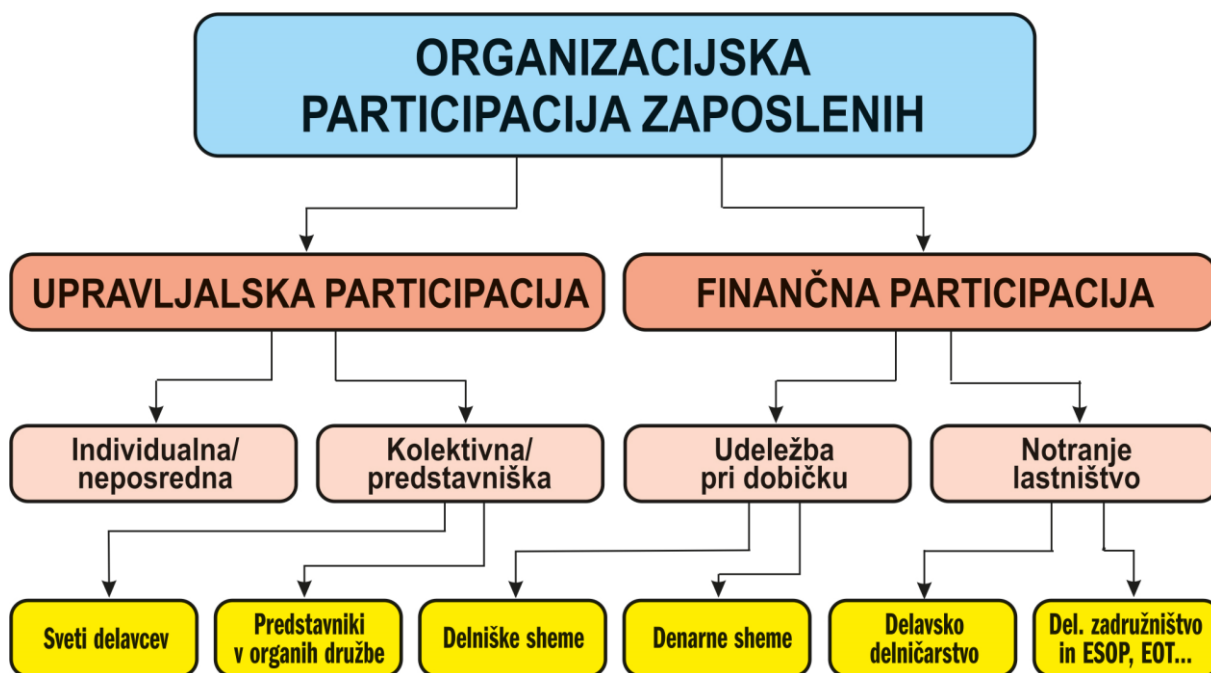 ORGANIZACIJSKA
PARTICIPACIJA ZAPOSLENIH
UPRAVLJALSKA PARTICIPACIJA
FINANČNA PARTICIPACIJA
Individualna/
neposredna
Kolektivna/
predstavniška
Udeležba
pri dobičku
Notranje
lastništvo
Sveti delavcev
Predstavniki
v organih družbe
Delniške sheme
Denarne sheme
Delavsko
delničarstvo
Del. zadružništvo
in ESOP, EOT...